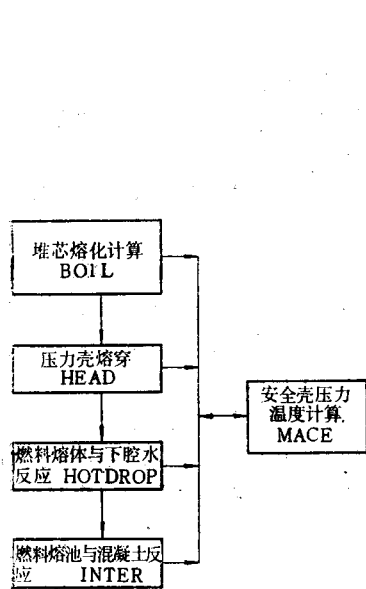 堆芯熔化计算
BOIL
压力壳熔穿
HEAD
燃料熔体与下腔水
反应 HOTDROP
燃料熔池与混凝土反
应 INTER
安全壳压力
温度计算.
MACE